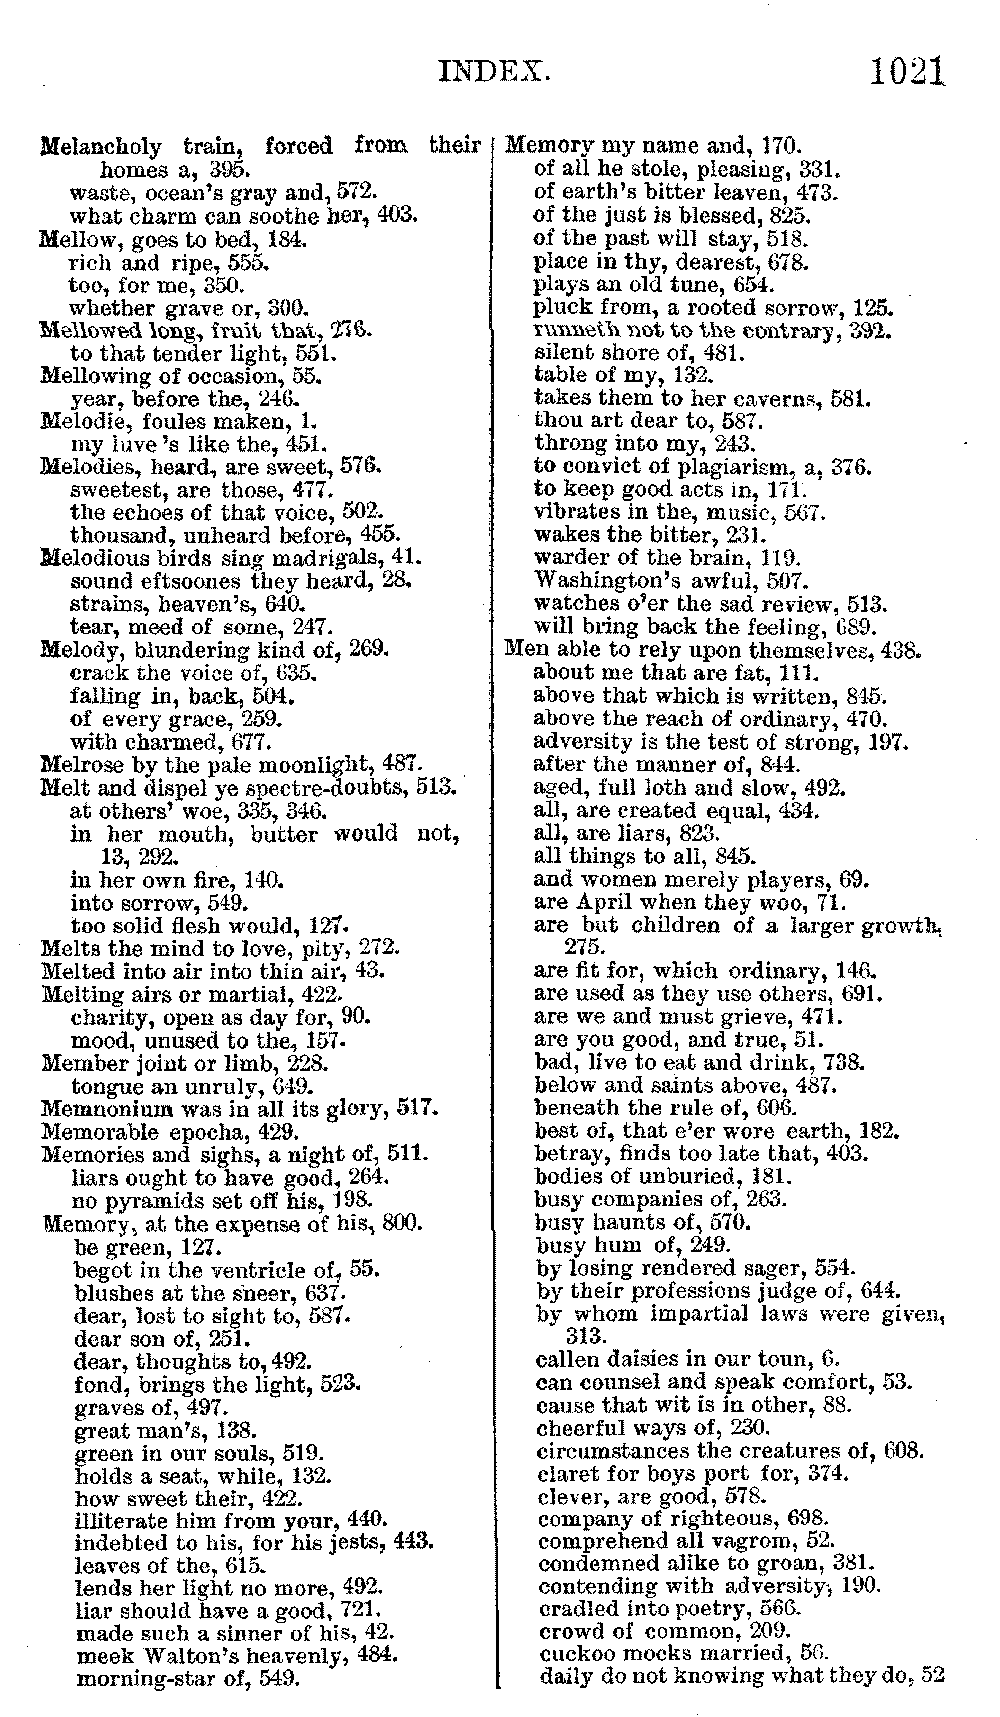 INDEX. 1021
Melancholy train, forced from their
homes a, 395.
waste, ocean's gray and, 572.
what charm can soothe her, 403.
Mellow, goes to bed, 184.
rich and ripe, 555.
too, for me, 350.
whether grave or, 300.
Mellowed long, fruit that, 276.
to that tender light, 551.
Mellowing of occasion, 55.
year, before the, 246.
Melodie, foules maken, 1.
my luve 's like the, 451.
Melodies, heard, are sweet, 576.
sweetest, are those, 477.
the echoes of that voice, 502.
thousand, unheard before, 455.
Melodious birds sing madrigals, 41.
sound eftsoones they heard, 28.
strains, heaven's, 640.
tear, meed of some, 247.
Melody, blundering kind of, 269.
crack the voice of, 635.
falling in, back, 504.
of every grace, 259.
with charmed, 677.
Melrose by the pale moonlight, 487.
Melt and dispel ye spectre-doubts, 513.
at others' woe, 335, 346.
in her mouth, butter would not,
13, 292.
in her own fire, 140.
into sorrow, 549.
too solid flesh would, 127.
Melts the mind to love, pity, 272.
Melted into air into thin air, 43.
Melting airs or martial, 422.
charity, open as day for, 90.
mood, unused to the, 157.
Member joint or limb, 228.
tongue an unruly, 649.
Memnonium was in all its glory, 517.
Memorable epocha, 429.
Memories and sighs, a night of, 511.
liars ought to have good, 264.
no pyramids set off his, 198.
Memory, at the expense of his, 800.
be green, 127.
begot in the ventricle of, 55.
blushes at the sneer, 637.
dear, lost to sight to, 587.
dear son of, 251.
dear, thoughts to, 492.
fond, brings the light, 523.
graves of, 497.
great man's, 138.
green in our souls, 519.
holds a seat, while, 132.
how sweet their, 422.
illiterate him from your, 440.
indebted to his, for his jests, 443.
leaves of the, 615.
lends her light no more, 492.
liar should have a good, 721.
made such a sinner of his, 42.
meek Walton's heavenly, 484.
morning-star of, 549.
Memory my name and, 170.
of all he stole, pleasing, 331.
of earth's bitter leaven, 473.
of the just is blessed, 825.
of the past will stay, 518.
place in thy, dearest, 678.
plays an old tune, 654.
pluck from, a rooted sorrow, 125.
runneth not to the contrary, 392.
silent shore of, 481.
table of my, 132.
takes them to her caverns, 581.
thou art dear to, 587.
throng into my, 243.
to convict of plagiarism, a, 376.
to keep good acts in, 171.
vibrates in the, music, 567.
wakes the bitter, 231.
warder of the brain, 119.
Washington's awful, 507.
watches o'er the sad review, 513.
will bring back the feeling, 689.
Men able to rely upon themselves, 438.
about me that are fat, 111.
above that which is written, 845.
above the reach of ordinary, 470.
adversity is the test of strong, 197.
after the manner of, 844.
aged, full loth and slow, 492.
all, are created equal, 434.
all, are liars, 823.
all things to all, 845.
and women merely players, 69.
are April when they woo, 71.
are but children of a larger growth,
275.
are fit for, which ordinary, 146.
are used as they use others, 691.
are we and must grieve, 471.
are you good, and true, 51.
bad, live to eat and drink, 738.
below and saints above, 487.
beneath the rule of, 606.
best of, that e'er wore earth, 182.
betray, finds too late that, 403.
bodies of unburied, 181.
busy companies of, 263.
busy haunts of, 570.
busy hum of, 249.
by losing rendered sager, 554.
by their professions judge of, 644.
by whom impartial laws were given,
313.
callen daisies in our toun, 6.
can counsel and speak comfort, 53.
cause that wit is in other, 88.
cheerful ways of, 230.
circumstances the creatures of, 608.
claret for boys port for, 374.
clever, are good, 578.
company of righteous, 698.
comprehend all vagrom, 52.
condemned alike to groan, 381.
contending with adversity, 190.
cradled into poetry, 566.
crowd of common, 209.
cuckoo mocks married, 56.
daily do not knowing what they do, 52